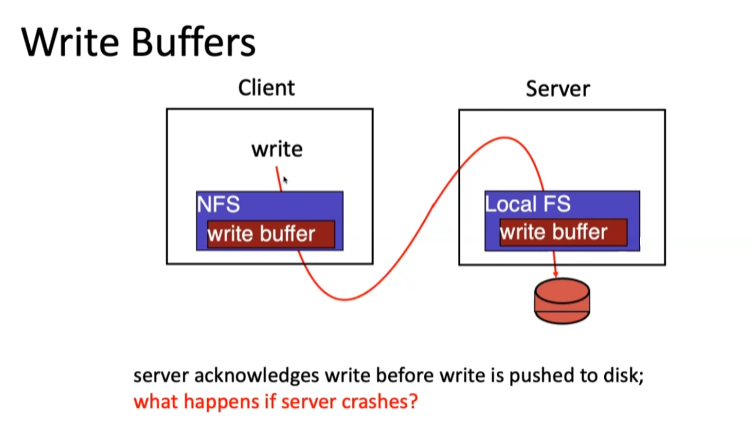 Write Buffers
Client
Server
write
NFS
write buffer
Local FS
write buffer
server acknowledges write before write is pushed to disk;
what happens if server crashes?